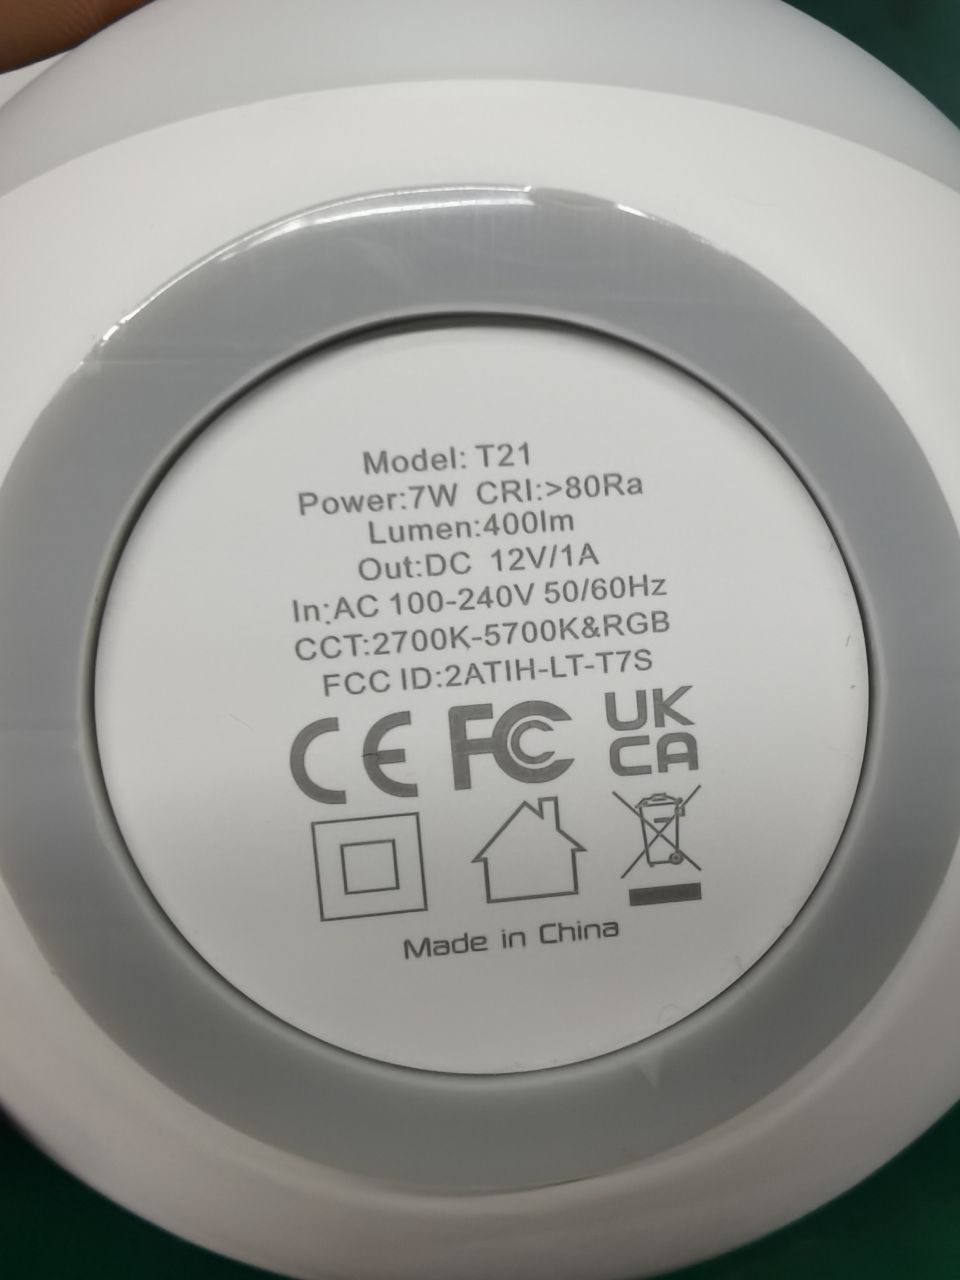 Model: T21
Power:7W CRI:>80Ra
Lumen:400lm
Out:DC 12V/1A
In:AC 100-240V 50/60Hz
CCT:2700K-5700K&RGB
FCC ID:2ATIH-LT-T7S
CE FC UK
CA
Made in China